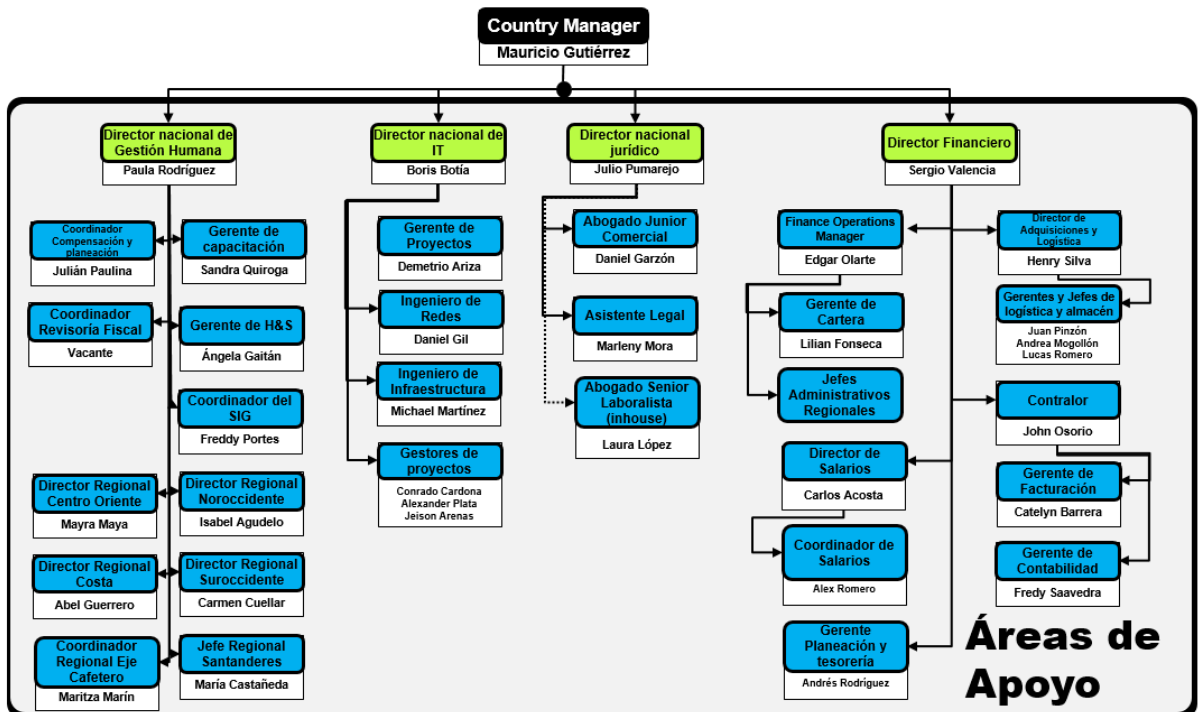 Country Manager
Mauricio Gutiérrez
Director nacional de
Gestión Humana
Paula Rodríguez
Coordinador
Compensación y
planeación
Julián Paulina
Gerente de
capacitación
Sandra Quiroga
Coordinador
Revisoría Fiscal
Vacante
Gerente de H&S
Ángela Gaitán
Coordinador del
SIG
Freddy Portes
Director Regional
Centro Oriente
Mayra Maya
Director Regional
Noroccidente
Isabel Agudelo
Director Regional
Costa
Abel Guerrero
Director Regional
Suroccidente
Carmen Cuellar
Coordinador
Regional Eje
Cafetero
Maritza Marín
Jefe Regional
Santanderes
María Castañeda
Director nacional de
IT
Boris Botía
Gerente de
Proyectos
Demetrio Ariza
Ingeniero de
Redes
Daniel Gil
Ingeniero de
Infraestructura
Michael Martínez
Gestores de
proyectos
Conrado Cardona
Alexander Plata
Jeison Arenas
Director nacional
jurídico
Julio Pumarejo
Abogado Junior
Comercial
Daniel Garzón
Asistente Legal
Marleny Mora
Abogado Senior
Laboralista
(inhouse)
Laura López
Director Financiero
Sergio Valencia
Finance Operations
Manager
Edgar Olarte
Gerente de
Cartera
Lilian Fonseca
Jefes
Administrativos
Regionales
Director de
Salarios
Carlos Acosta
Coordinador de
Salarios
Alex Romero
Gerente
Planeación y
tesorería
Andrés Rodríguez
Director de
Adquisiciones y
Logística
Henry Silva
Gerentes y Jefes de
logística y almacén
Juan Pinzón
Andrea Mogollón
Lucas Romero
Contralor
John Osorio
Gerente de
Facturación
Catelyn Barrera
Gerente de
Contabilidad
Fredy Saavedra
Áreas de
Apoyo